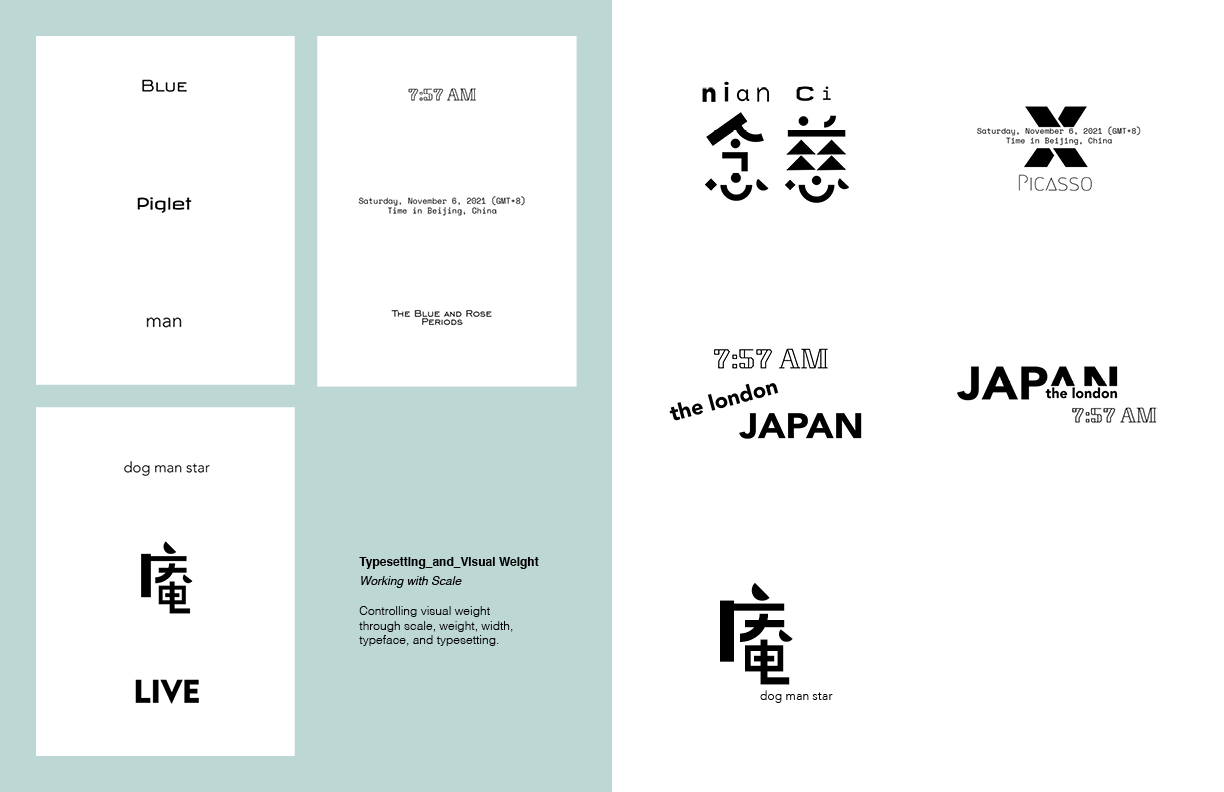 BLUE
Piglet
man
7:57 AM
Saturday, November 6, 2021 (GMT+8)
Time in Beijing, China
THE BLUE AND ROSE
PERIODS
dog man star
庵
LIVE
Typesetting_and_Visual Weight
Working with Scale
Controlling visual weight
through scale, weight, width,
typeface, and typesetting.
nian ci
念慈
X
Saturday, November 6, 2021 (GMT+8)
Time in Beijing, China
PICASSO
7:57 AM
the london
JAPAN
JAPAN
the london
7:57 AM
庵
dog man star